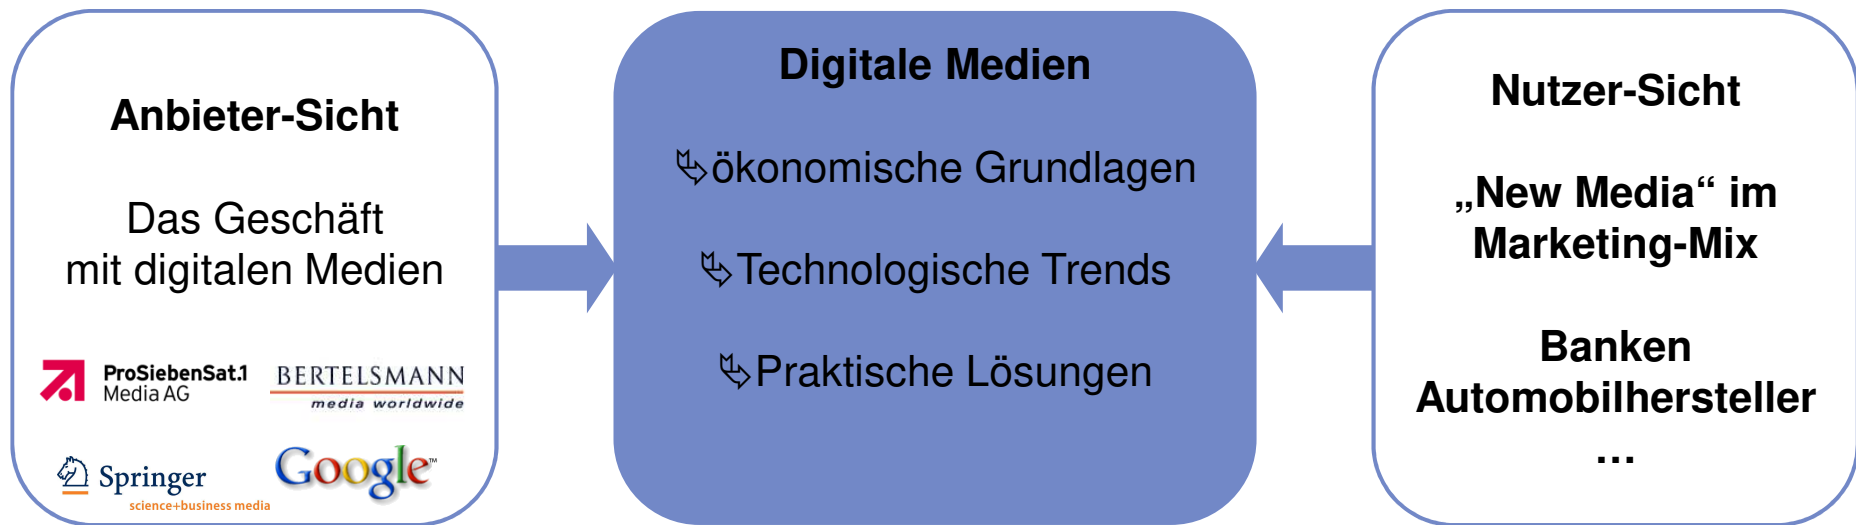 Anbieter-Sicht
Das Geschäft
mit digitalen Medien
ProSiebenSat.1
Media AG
BERTELSMANN
media worldwide
Springer
science+business media
Google™
Digitale Medien
ökonomische Grundlagen
Technologische Trends
Praktische Lösungen
Nutzer-Sicht
„New Media“ im
Marketing-Mix
Banken
Automobilhersteller
…